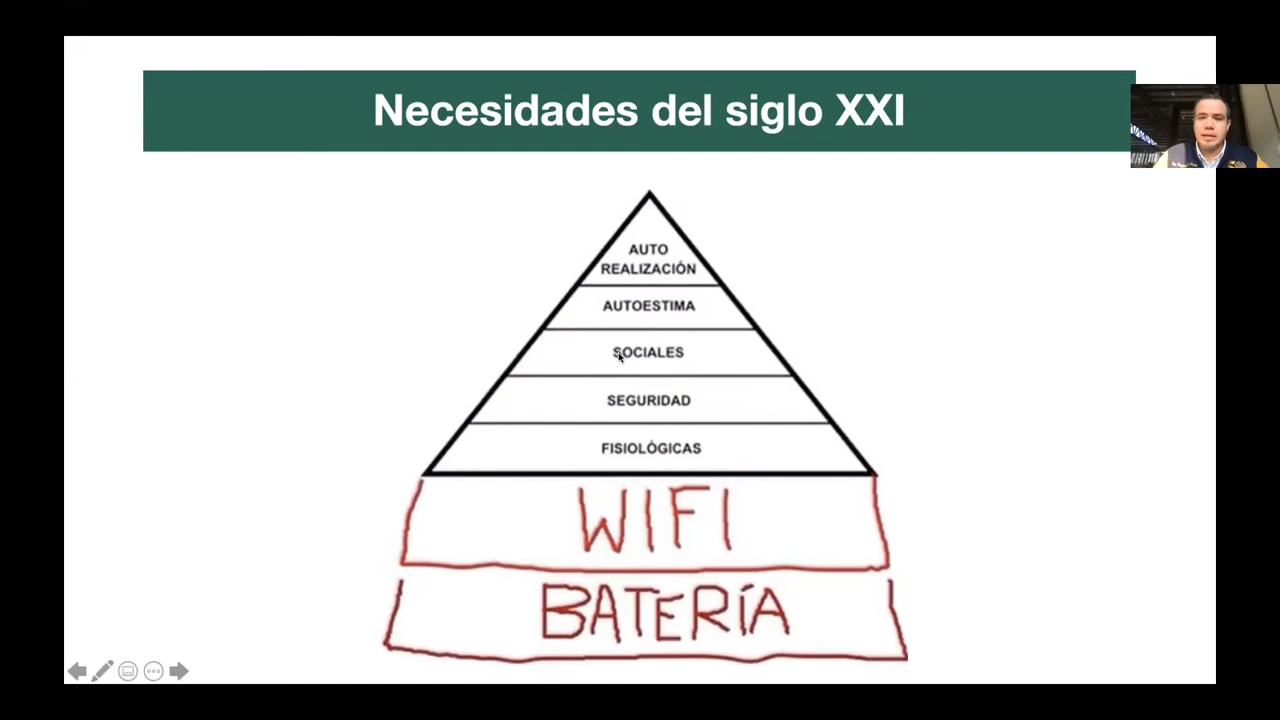 Necesidades del siglo XXI
AUTO
REALIZACIÓN
AUTOESTIMA
SOCIALES
SEGURIDAD
FISIOLÓGICAS
WIFI
BATERÍA